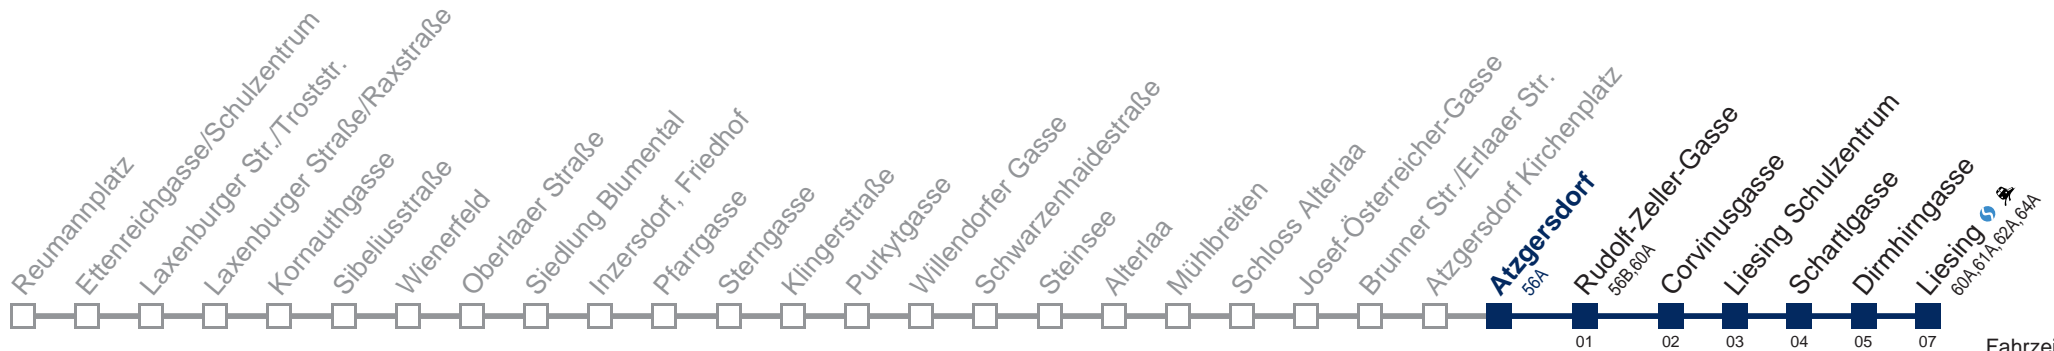 Reumannplatz
Ettenreichgasse/Schulzentrum
Laxenburger Str./Troststr.
Laxenburger Straße/Raxstraße
Kornauthgasse
Sibeliusstraße
Wienerfeld
Oberlaaer Straße
Siedlung Blumental
Inzersdorf, Friedhof
Pfarrgasse
Sterngasse
Klingerstraße
Purkytgasse
Willendorfer Gasse
Schwarzenhaidestraße
Steinsee
Alterlaa
Mühlbreiten
Schloss Alterlaa
Josef-Österreicher-Gasse
Brunner Str./Erlaaer Str.
Atzgersdorf Kirchenplatz
Atzgersdorf
56A
Rudolf-Zeller-Gasse
56B,60A
Corvinusgasse
Liesing Schulzentrum
Schartlgasse
Dirmhirngasse
Liesing
60A,61A,62A,64A
01 02 03 04 05 07
Fahrzei